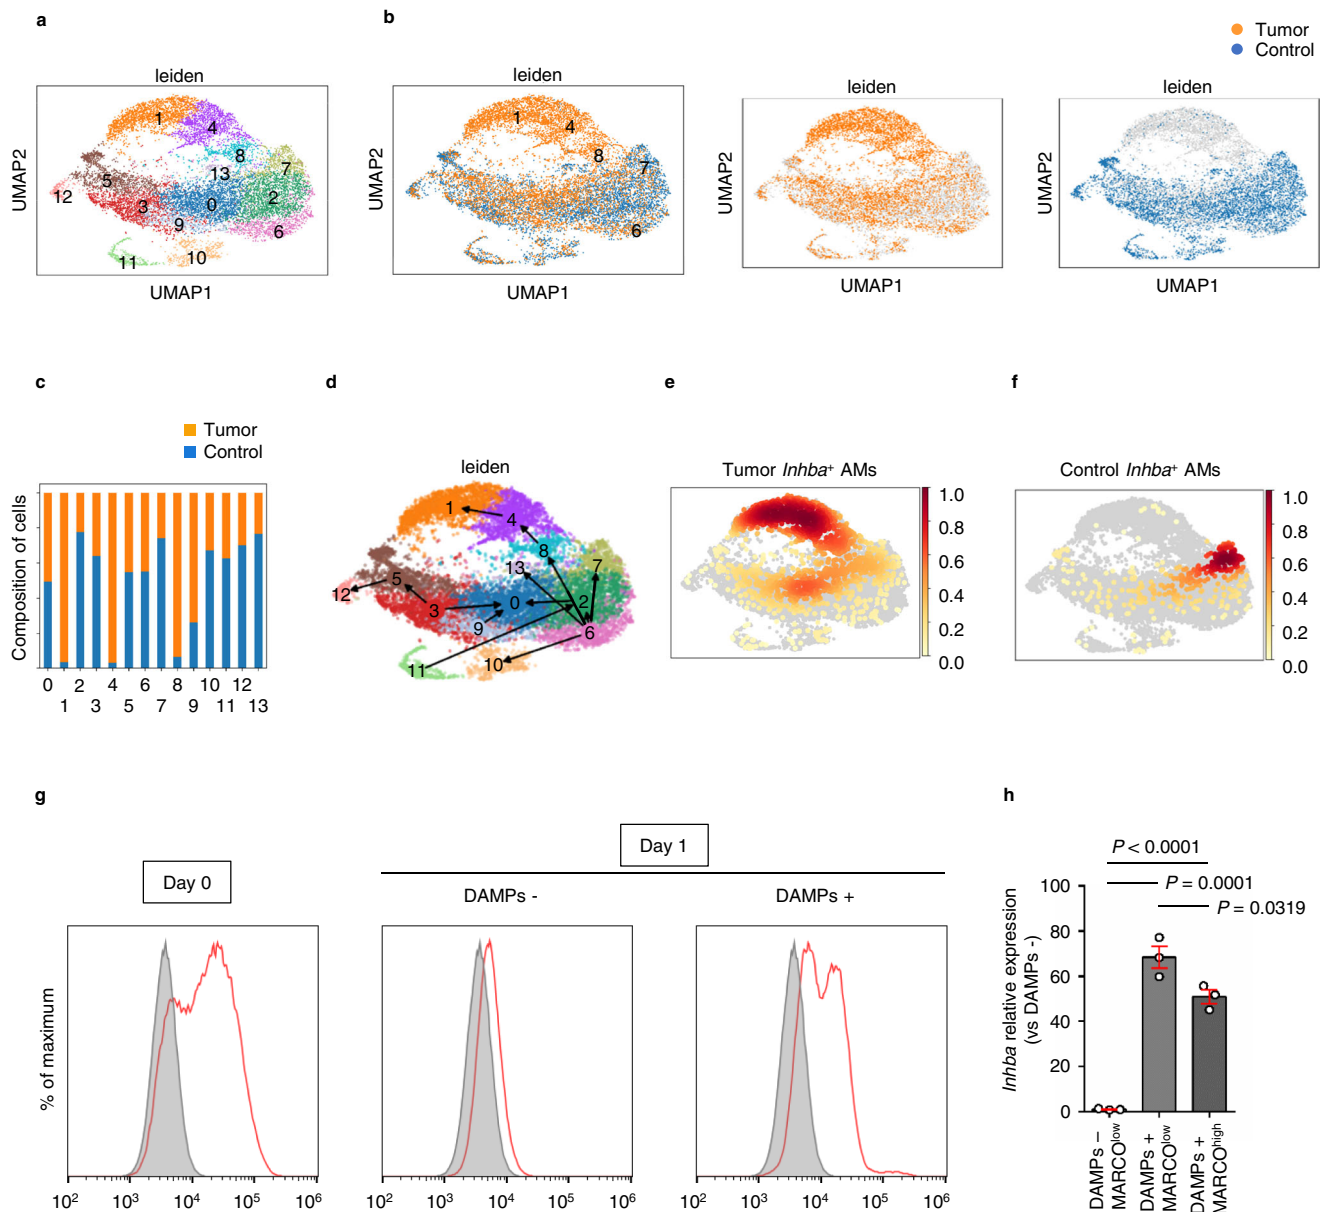 a
b
Tumor
Control
leiden
1
4
8
7
13
5
12
2
3
0
9
6
10
11
UMAP2
UMAP1
leiden
1
4
8
7
6
UMAP2
UMAP1
leiden
UMAP2
UMAP1
leiden
UMAP2
UMAP1
c
d
e
f
Tumor
Control
Composition of cells
0 2 4 6 8 10 12
1 3 5 7 9 11 13
leiden
1
4
8
13
7
5
12
3
0
2
9
6
11
10
Tumor Inhba+ AMs
1.0
0.8
0.6
0.4
0.2
0.0
Control Inhba+ AMs
1.0
0.8
0.6
0.4
0.2
0.0
g
h
Day 0
Day 1
DAMPs -
DAMPs +
% of maximum
10² 10³ 10⁴ 10⁵ 10⁶
10² 10³ 10⁴ 10⁵ 10⁶
10² 10³ 10⁴ 10⁵ 10⁶
P < 0.0001
P = 0.0001
P = 0.0319
Inhba relative expression
(vs DAMPs -)
100
80
60
40
20
0
DAMPs −
MARCOlow
DAMPs +
MARCOlow
DAMPs +
MARCOhigh